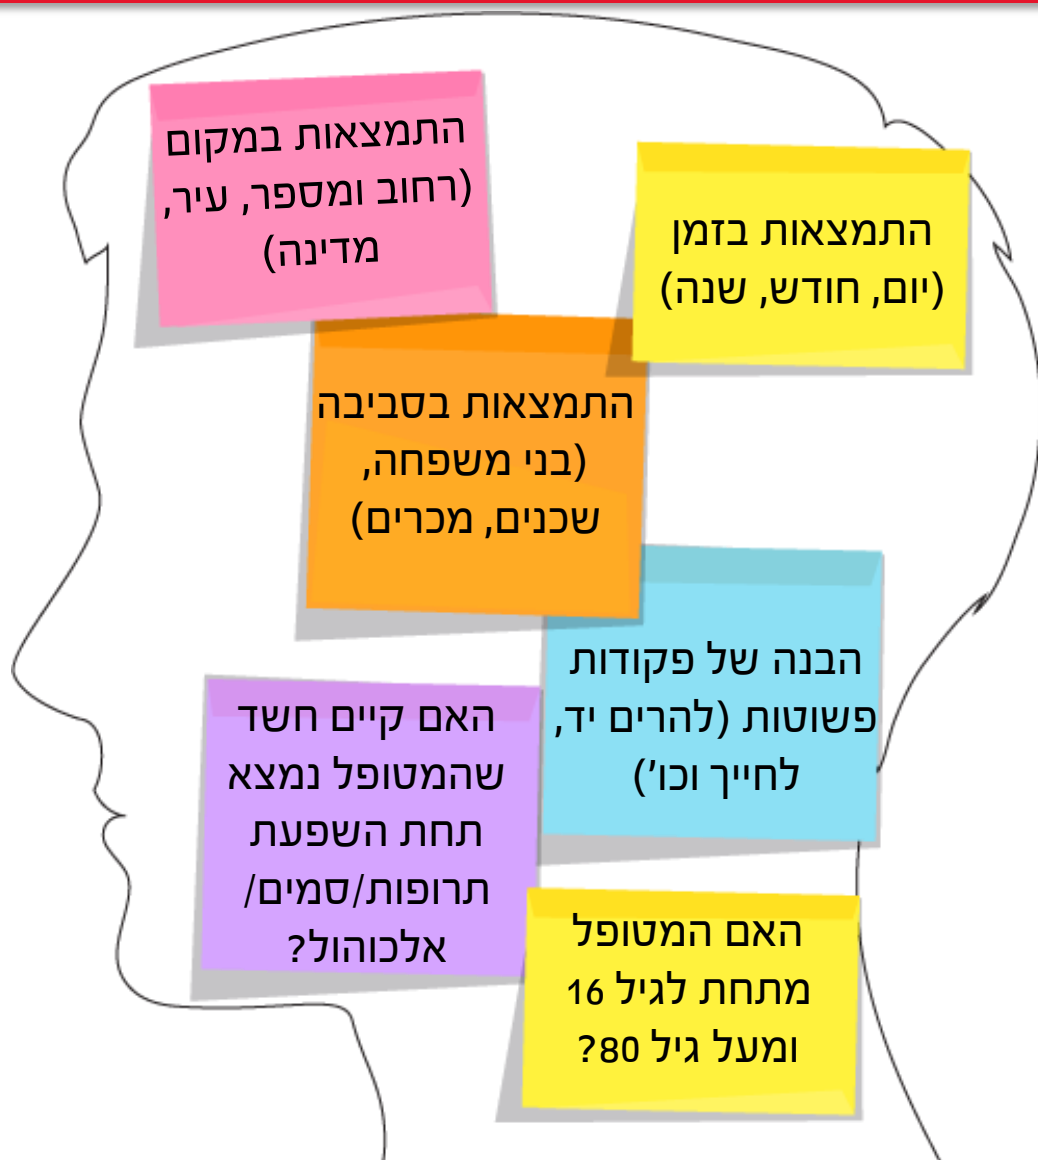 התמצאות במקום
(רחוב ומספר, עיר,
מדינה)
התמצאות בזמן
(יום, חודש, שנה)
התמצאות בסביבה
(בני משפחה,
שכנים, מכרים)
הבנה של פקודות
פשוטות (להרים יד,
לחייך וכו')
האם קיים חשד
שהמטופל נמצא
תחת השפעת
תרופות/סמים/
אלכוהול?
האם המטופל
מתחת לגיל 16
ומעל גיל 80?